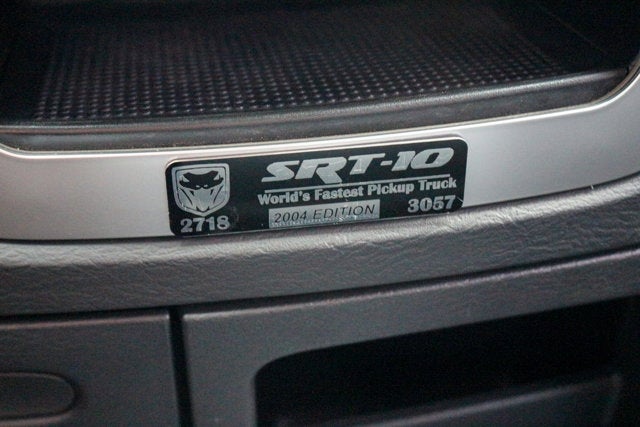 SRT-10
World's Fastest Pickup Truck
2718 2004 EDITION 3057